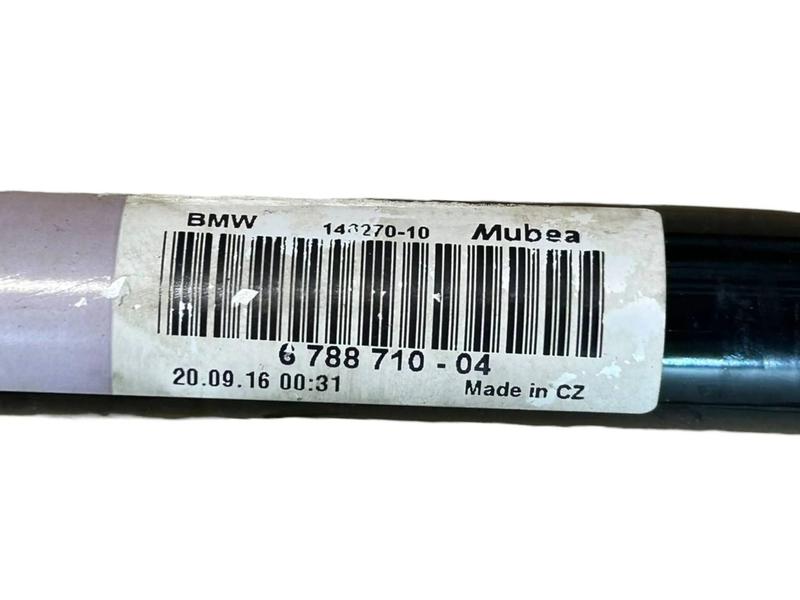 BMW Mubea
6 788 710 - 04
20.09.16 00:31 Made in CZ